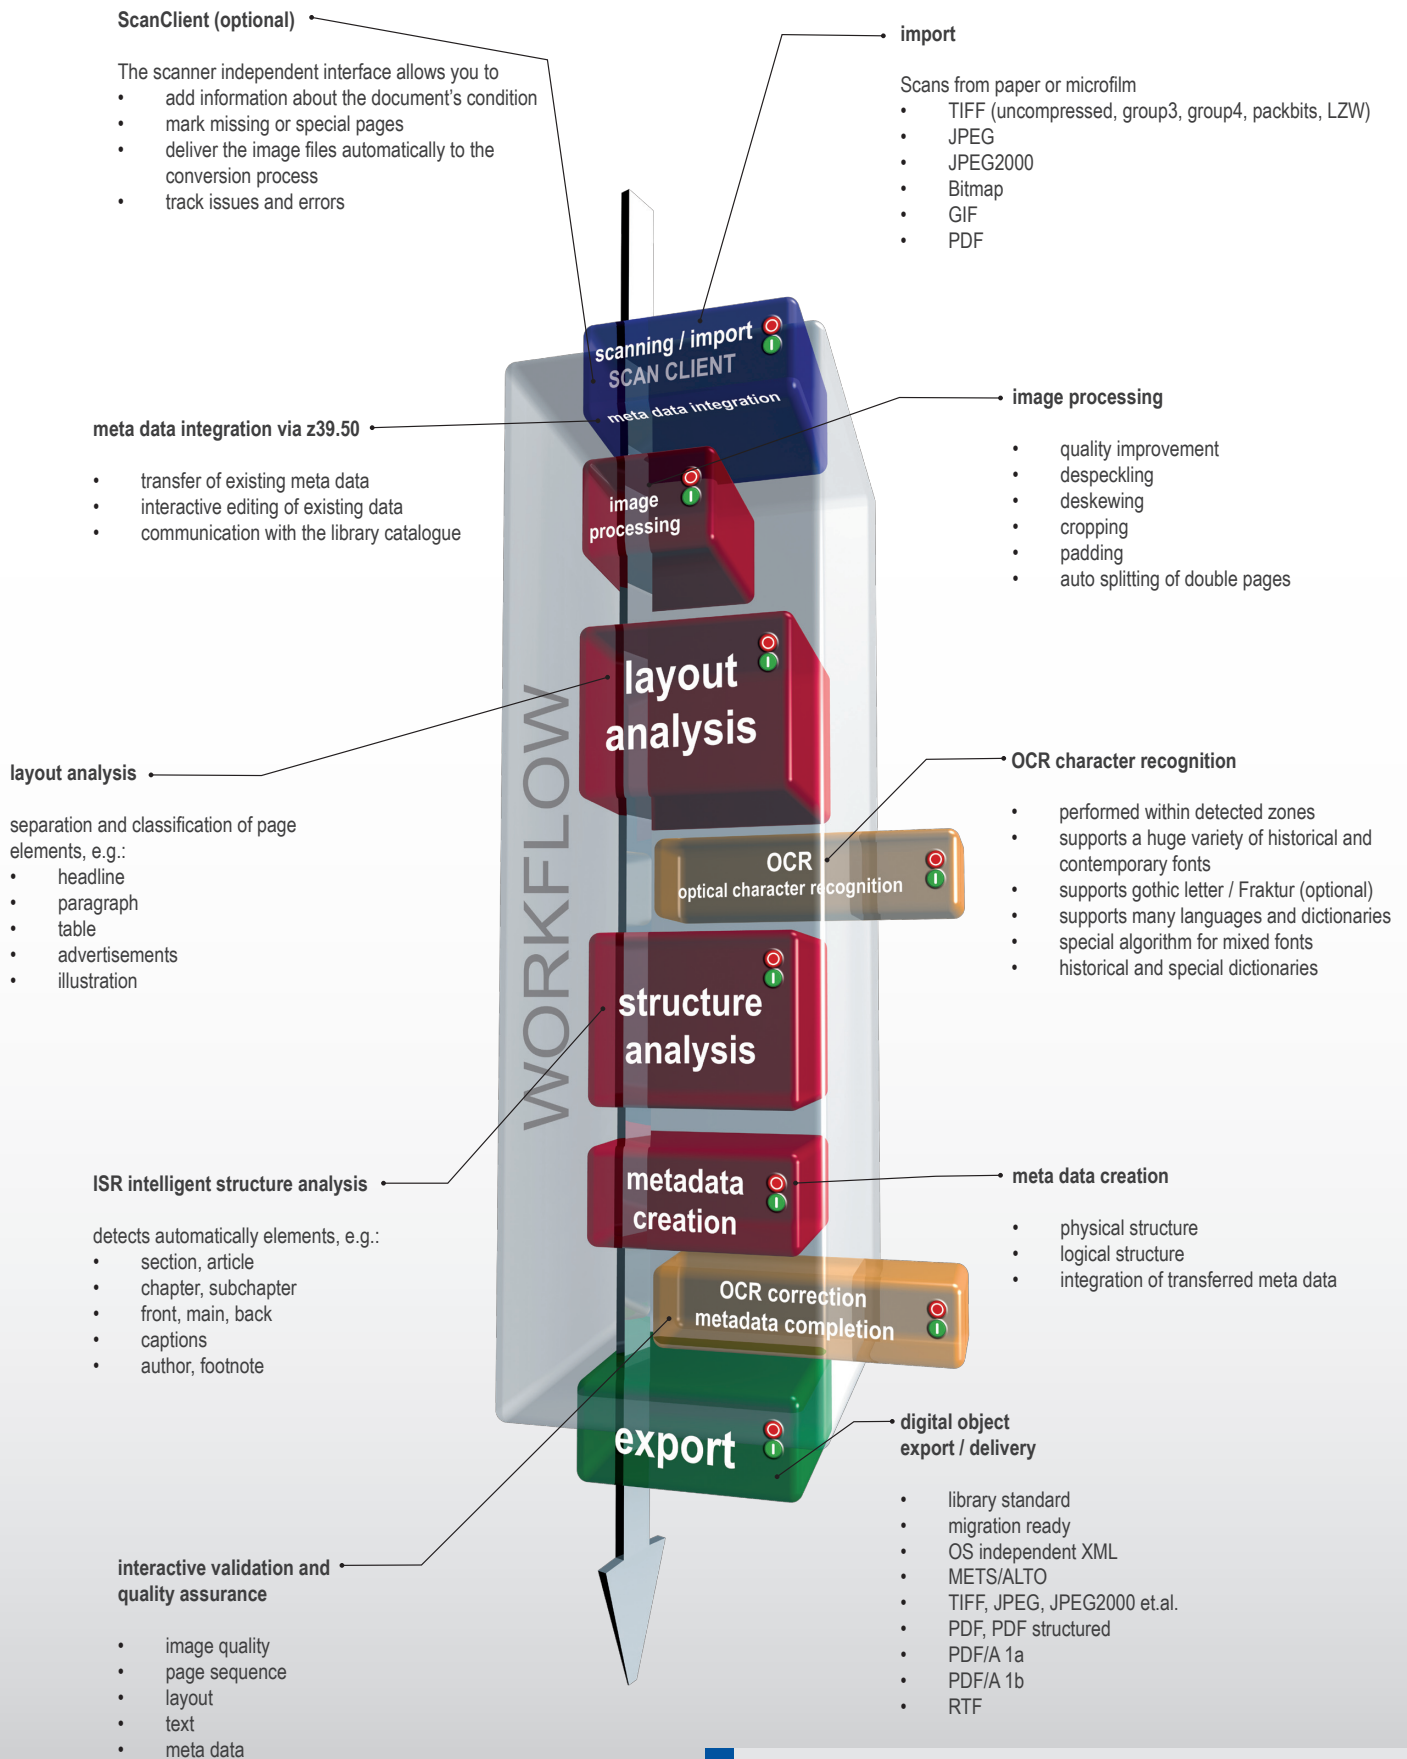 ScanClient (optional)
The scanner independent interface allows you to
• add information about the document's condition
• mark missing or special pages
• deliver the image files automatically to the
conversion process
• track issues and errors
import
Scans from paper or microfilm
• TIFF (uncompressed, group3, group4, packbits, LZW)
• JPEG
• JPEG2000
• Bitmap
• GIF
• PDF
scanning / import
SCAN CLIENT
meta data integration
meta data integration via z39.50
• transfer of existing meta data
• interactive editing of existing data
• communication with the library catalogue
image processing
• quality improvement
• despeckling
• deskewing
• cropping
• padding
• auto splitting of double pages
image
processing
WORKFLOW
layout
analysis
layout analysis
separation and classification of page
elements, e.g.:
• headline
• paragraph
• table
• advertisements
• illustration
OCR character recognition
• performed within detected zones
• supports a huge variety of historical and
contemporary fonts
• supports gothic letter / Fraktur (optional)
• supports many languages and dictionaries
• special algorithm for mixed fonts
• historical and special dictionaries
OCR
optical character recognition
structure
analysis
ISR intelligent structure analysis
detects automatically elements, e.g.:
• section, article
• chapter, subchapter
• front, main, back
• captions
• author, footnote
metadata
creation
meta data creation
• physical structure
• logical structure
• integration of transferred meta data
OCR correction
metadata completion
export
digital object
export / delivery
• library standard
• migration ready
• OS independent XML
• METS/ALTO
• TIFF, JPEG, JPEG2000 et.al.
• PDF, PDF structured
• PDF/A 1a
• PDF/A 1b
• RTF
interactive validation and
quality assurance
• image quality
• page sequence
• layout
• text
• meta data